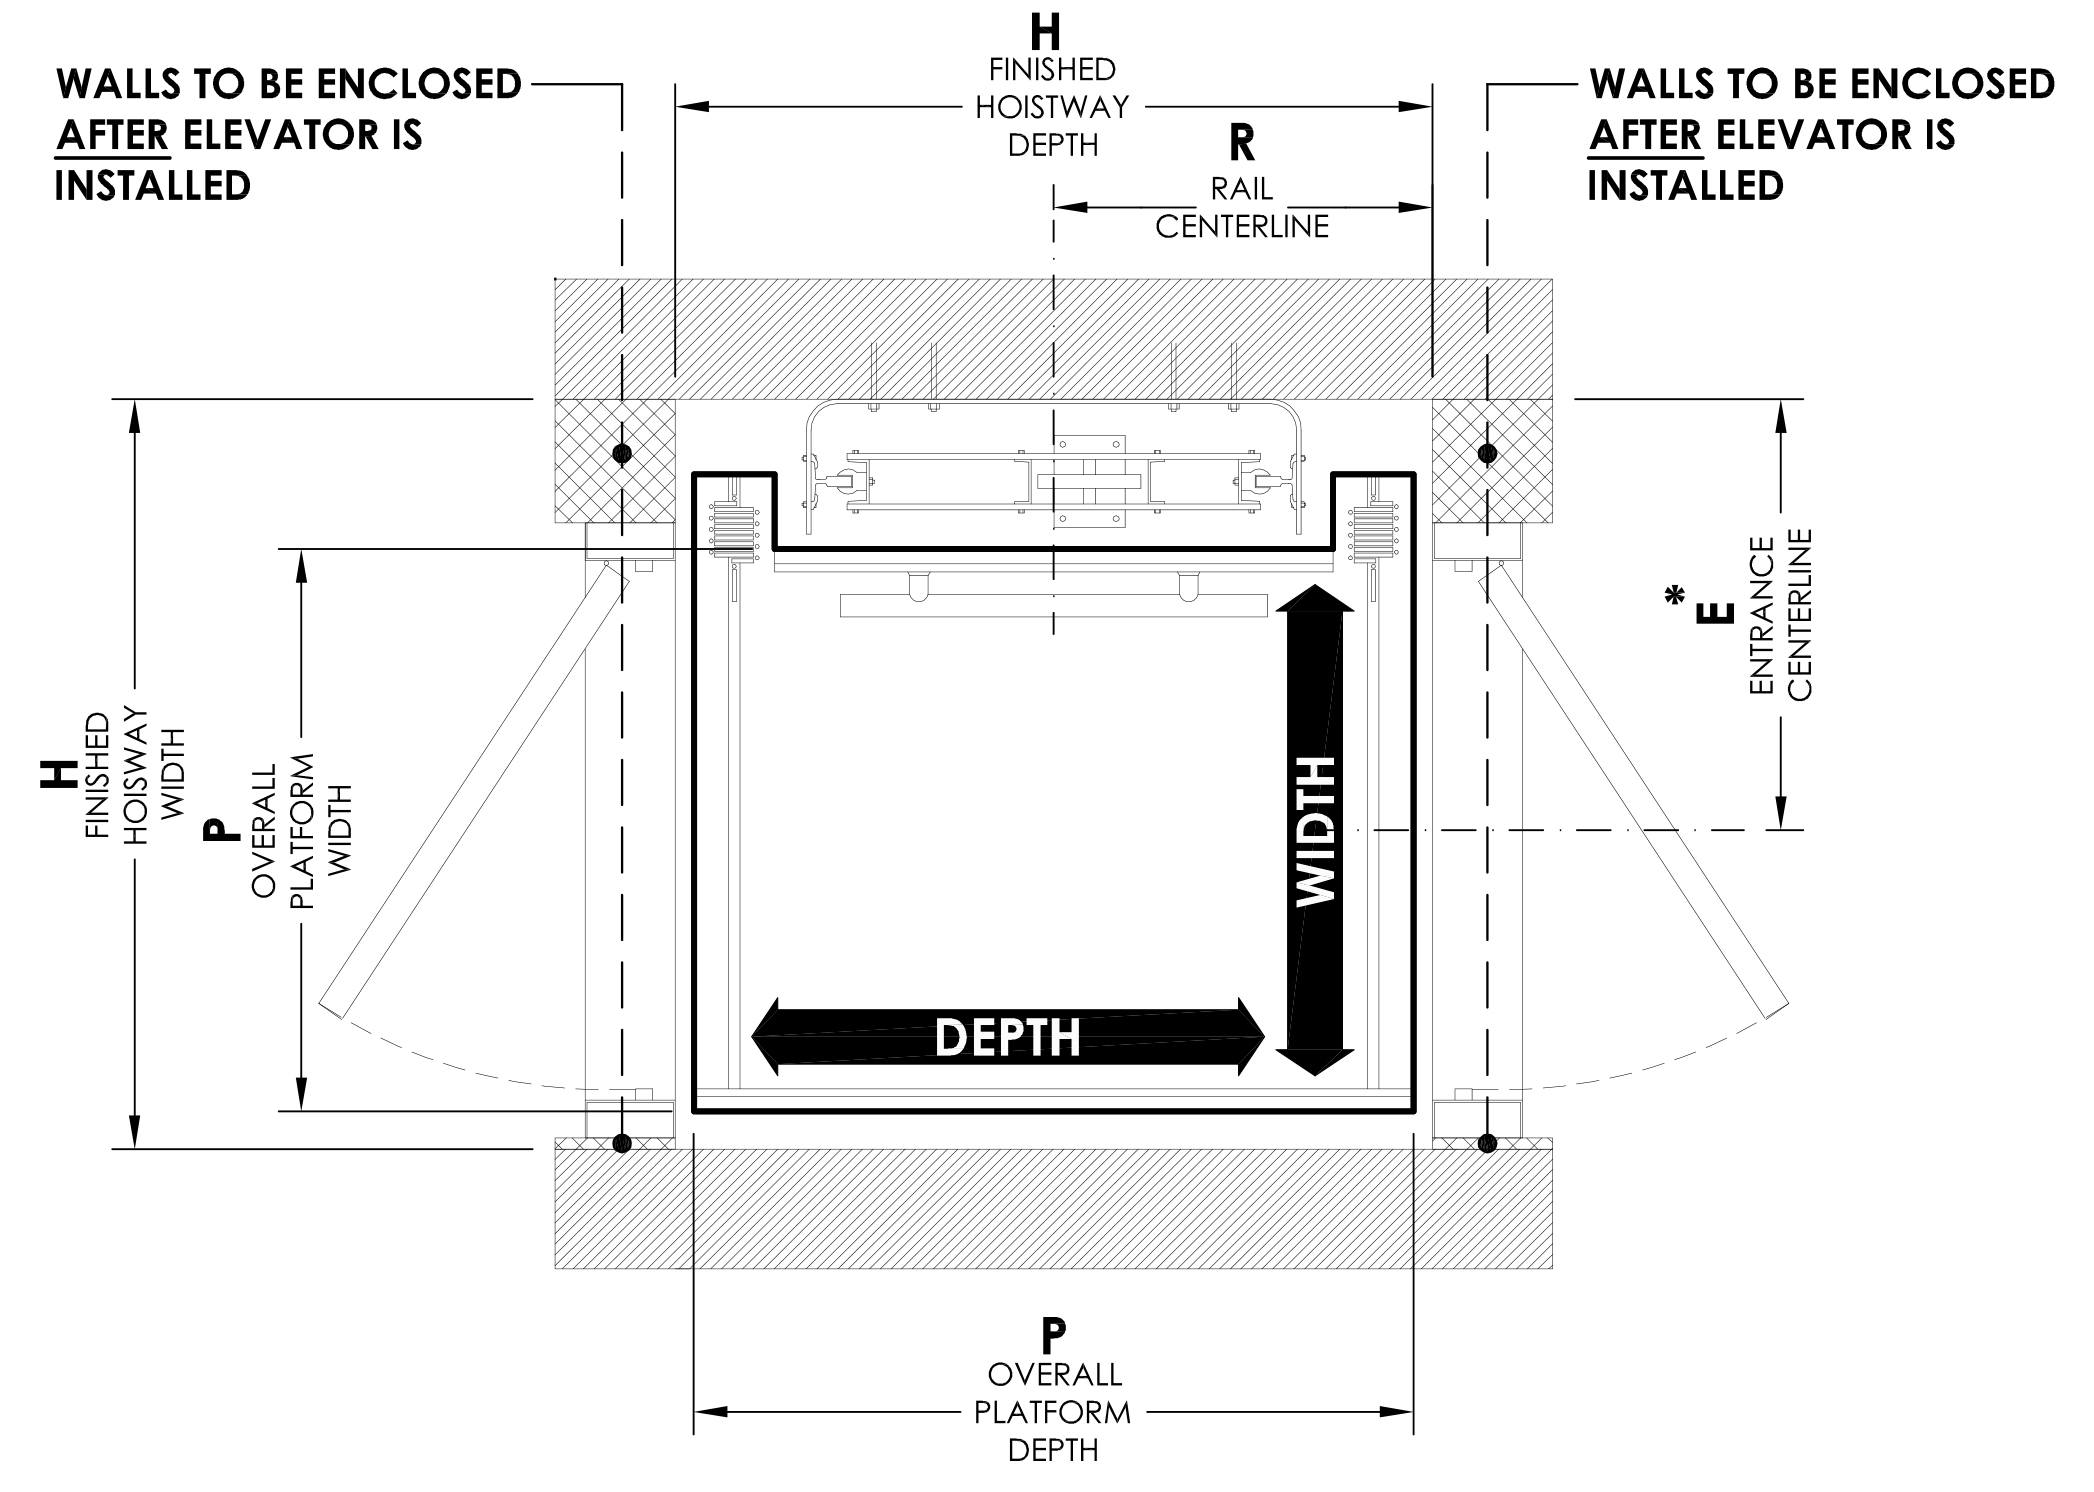 H
FINISHED
HOISTWAY
DEPTH
WALLS TO BE ENCLOSED
AFTER ELEVATOR IS
INSTALLED
WALLS TO BE ENCLOSED
AFTER ELEVATOR IS
INSTALLED
R
RAIL
CENTERLINE
H
FINISHED
HOISWAY
WIDTH
P
OVERALL
PLATFORM
WIDTH
*
E
ENTRANCE
CENTERLINE
WIDTH
DEPTH
P
OVERALL
PLATFORM
DEPTH